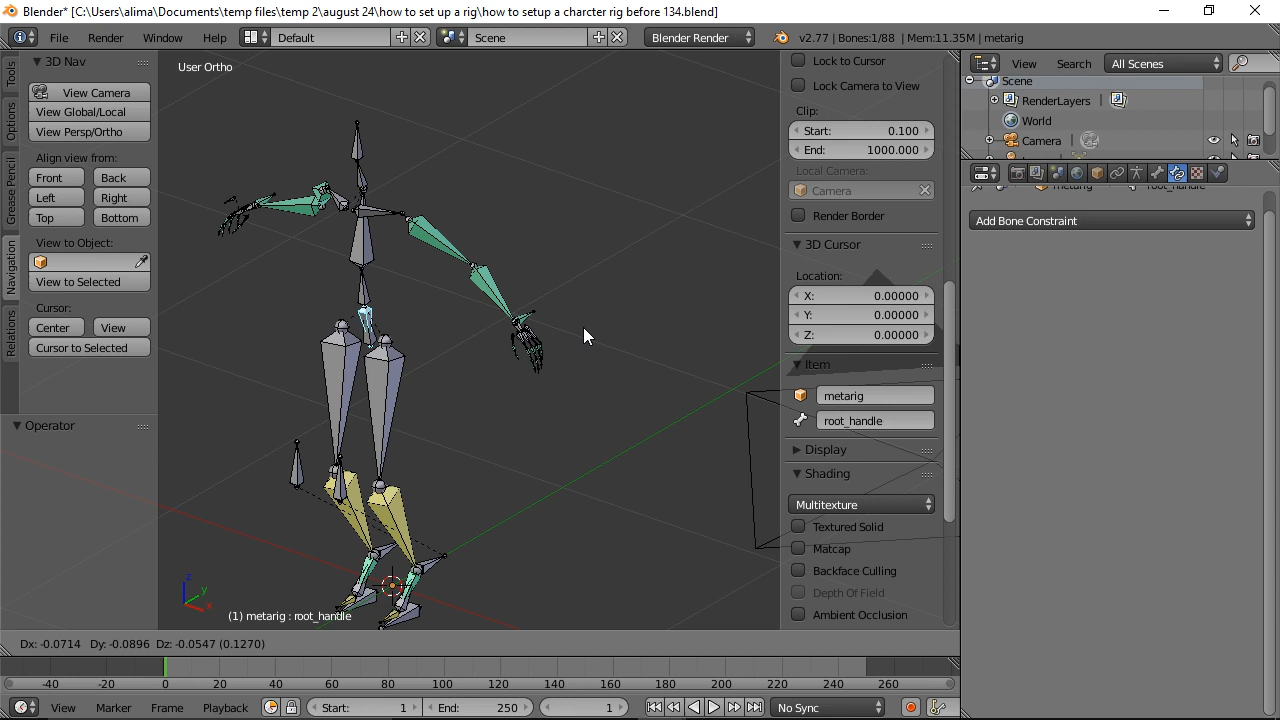 Blender* [C:\Users\alima\Documents\temp files\temp 2\august 24\how to set up a rig\how to setup a charcter rig before 134.blend]
File Render Window Help Default Scene Blender Render v2.77 | Bones:1/88 | Mem:11.35M | metarig
Tools
Options
Grease Pencil
Navigation
Relations
3D Nav
View Camera
View Global/Local
View Persp/Ortho
Align view from:
Front Back
Left Right
Top Bottom
View to Object:
View to Selected
Cursor:
Center View
Cursor to Selected
Operator
User Ortho
z
y
x
(1) metarig : root_handle
Lock to Cursor
Lock Camera to View
Clip:
Start: 0.100
End: 1000.000
Local Camera:
Camera
Render Border
3D Cursor
Location:
X: 0.00000
Y: 0.00000
Z: 0.00000
Item
metarig
root_handle
Display
Shading
Multitexture
Textured Solid
Matcap
Backface Culling
Depth Of Field
Ambient Occlusion
View Search All Scenes
Scene
RenderLayers |
World
Camera |
metarig root_handle
Add Bone Constraint
Dx: -0.0714 Dy: -0.0896 Dz: -0.0547 (0.1270)
-40 -20 0 20 40 60 80 100 120 140 160 180 200 220 240 260
View Marker Frame Playback Start: 1 End: 250 1 No Sync